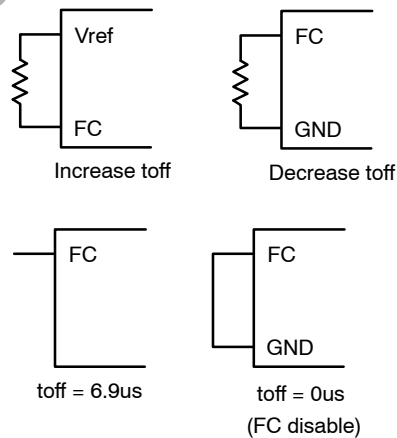 Vref
FC
Increase toff
FC
GND
Decrease toff
FC
toff = 6.9us
FC
GND
toff = 0us
(FC disable)